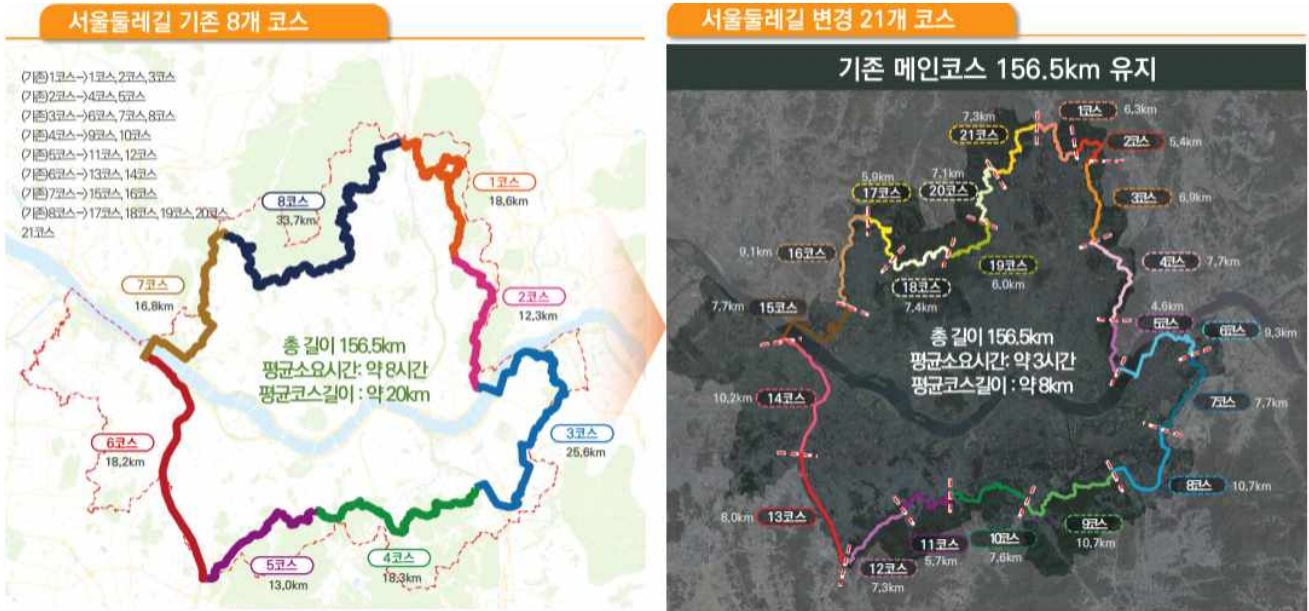 서울둘레길 기존 8개 코스
(기존)1코스->1코스,2코스,3코스
(기존)2코스->4코스,5코스
(기존)3코스->6코스,7코스,8코스
(기존)4코스->9코스,10코스
(기존)5코스->11코스,12코스
(기존)6코스->13코스,14코스
(기존)7코스->15코스,16코스
(기존)8코스->17코스,18코스,19코스,20코스,
21코스
8코스
33.7km
1코스
18.6km
7코스
16.8km
2코스
12.3km
총 길이 156.5km
평균소요시간: 약 8시간
평균코스길이 : 약 20km
6코스
18.2km
3코스
25.6km
5코스
13.0km
4코스
18.3km
서울둘레길 변경 21개 코스
기존 메인코스 156.5km 유지
1코스
6.3km
7.3km
21코스
2코스
5.4km
5.9km
17코스
7.1km
20코스
3코스
6.9km
9.1km
16코스
18코스
7.4km
19코스
6.0km
4코스
7.7km
7.7km
15코스
4.6km
5코스
6코스
9.3km
총 길이 156.5km
평균소요시간: 약 3시간
평균코스길이 : 약 8km
10.2km
14코스
7코스
7.7km
8코스
10.7km
8.0km
13코스
9코스
10.7km
10코스
7.6km
11코스
5.7km
12코스
7.3km